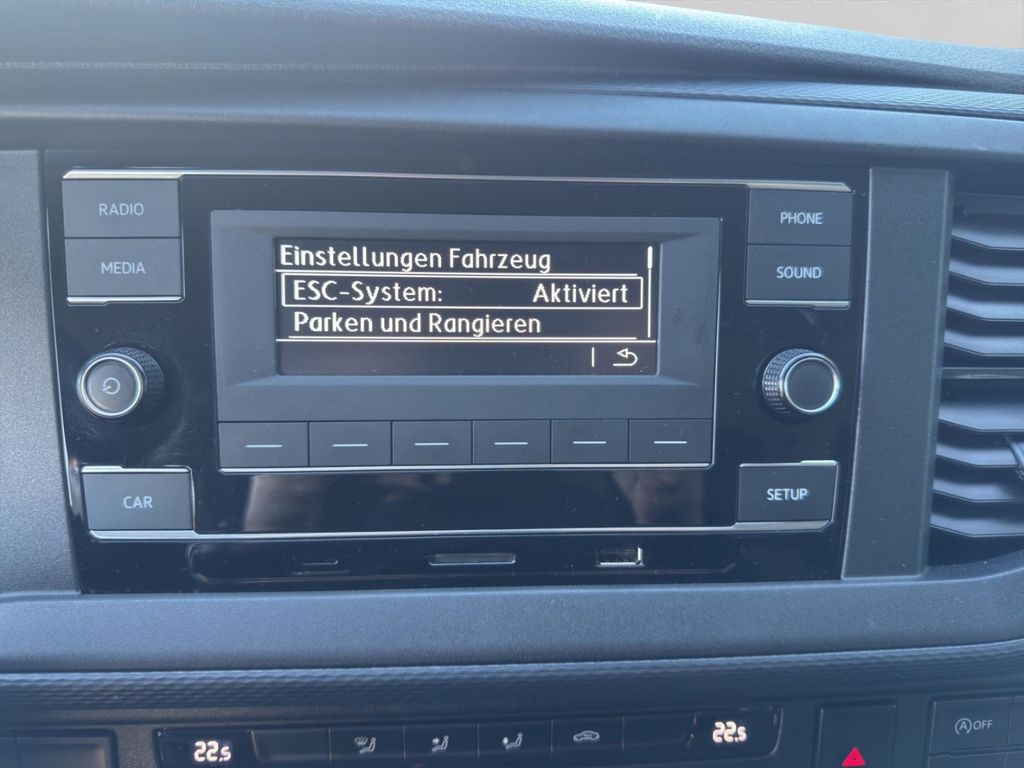 RADIO
PHONE
MEDIA
SOUND
Einstellungen Fahrzeug
ESC-System: Aktiviert
Parken und Rangieren
CAR
SETUP
22.5
22.5
A OFF